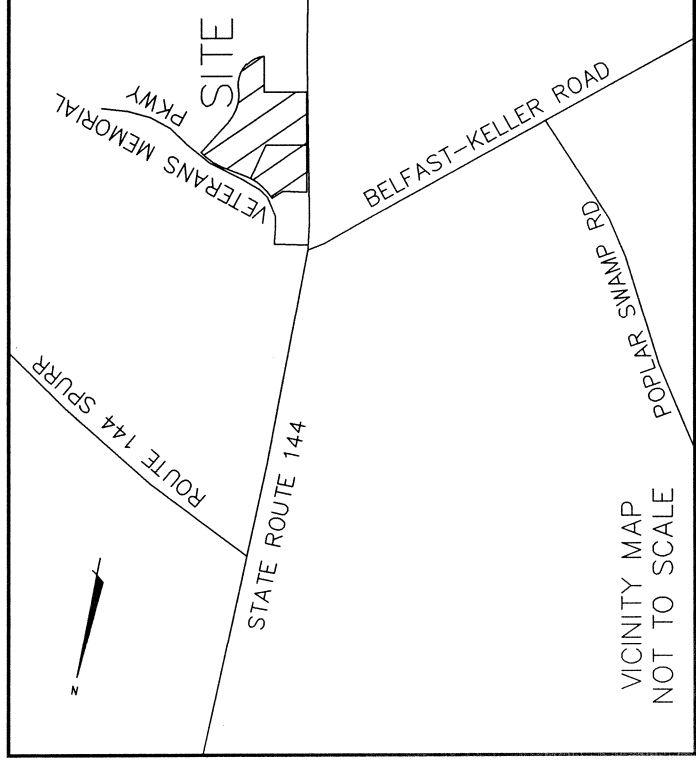 SITE
VETERANS MEMORIAL
PKWY
BELFAST-KELLER ROAD
POPLAR SWAMP RD
ROUTE 144 SPURR
STATE ROUTE 144
N
VICINITY MAP
NOT TO SCALE